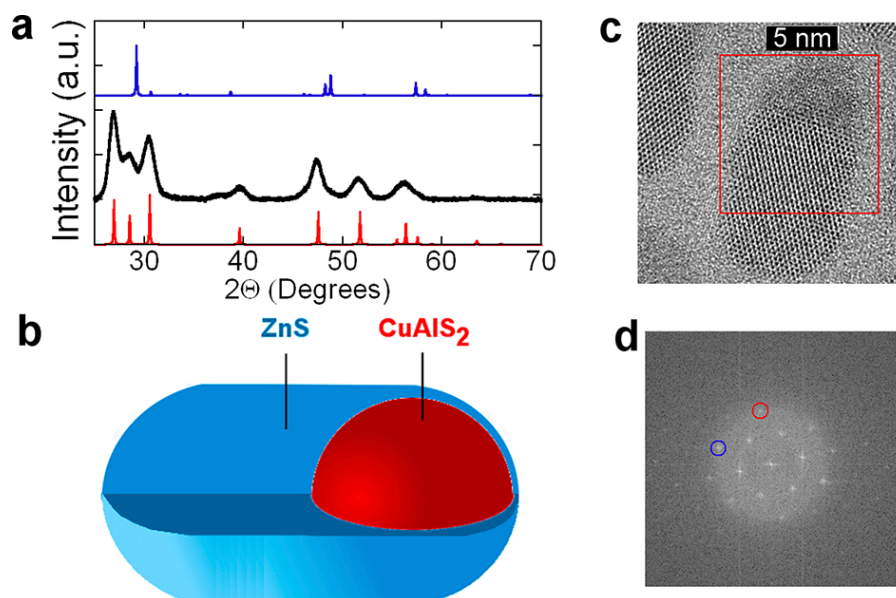 a
Intensity (a.u.)
30 40 50 60 70
2Θ (Degrees)
b
ZnS CuAlS2
c
5 nm
d